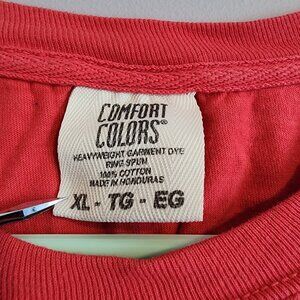 COMFORT
COLORS®
HEAVYWEIGHT GARMENT DYE
RING SPUN
100% COTTON
MADE IN HONDURAS
XL - TG - EG